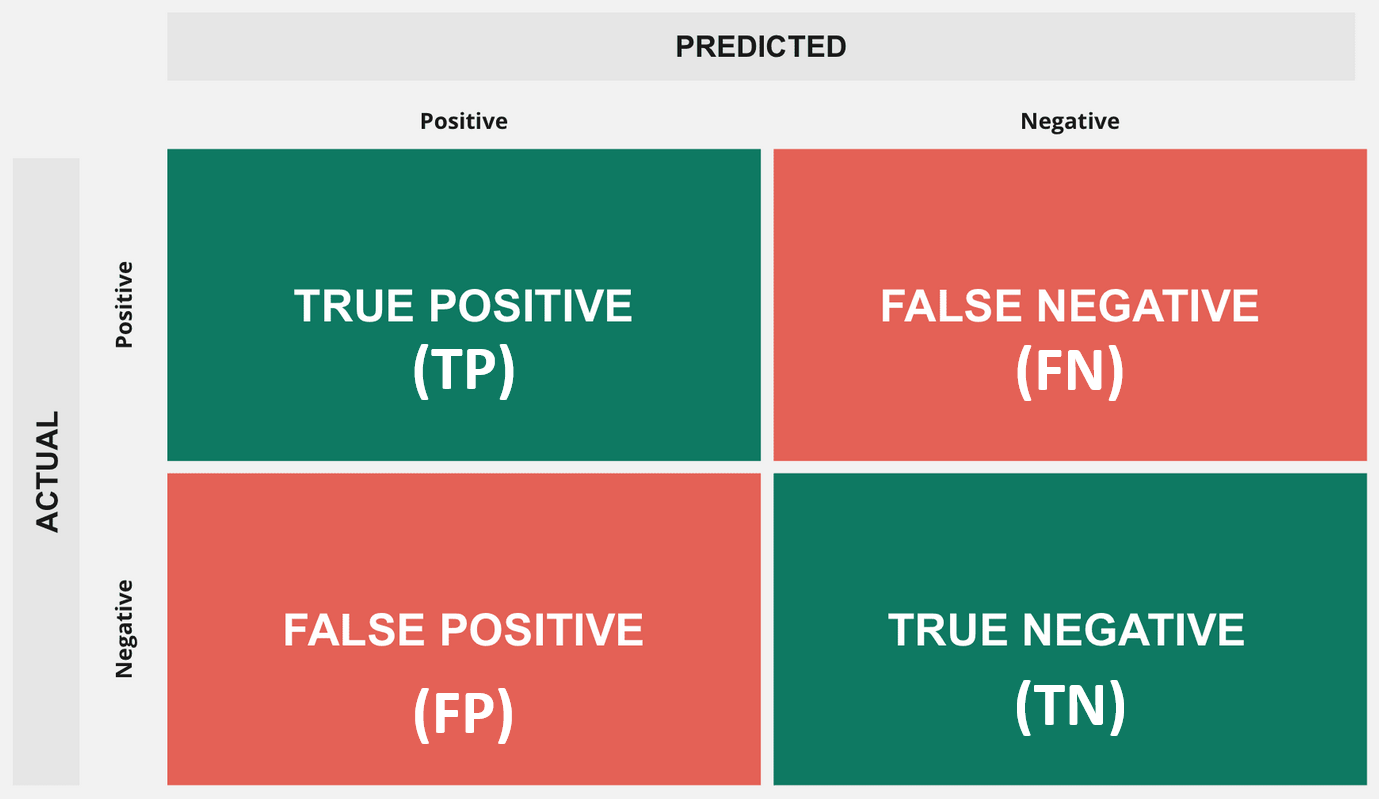 PREDICTED
Positive
Negative
ACTUAL
Positive
TRUE POSITIVE
(TP)
FALSE NEGATIVE
(FN)
Negative
FALSE POSITIVE
(FP)
TRUE NEGATIVE
(TN)